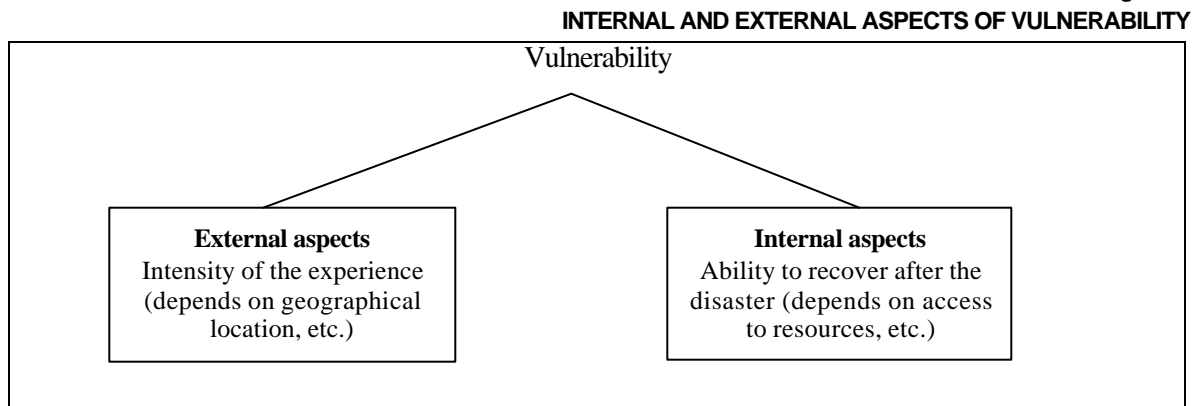 INTERNAL AND EXTERNAL ASPECTS OF VULNERABILITY
Vulnerability
External aspects
Intensity of the experience
(depends on geographical
location, etc.)
Internal aspects
Ability to recover after the
disaster (depends on access
to resources, etc.)